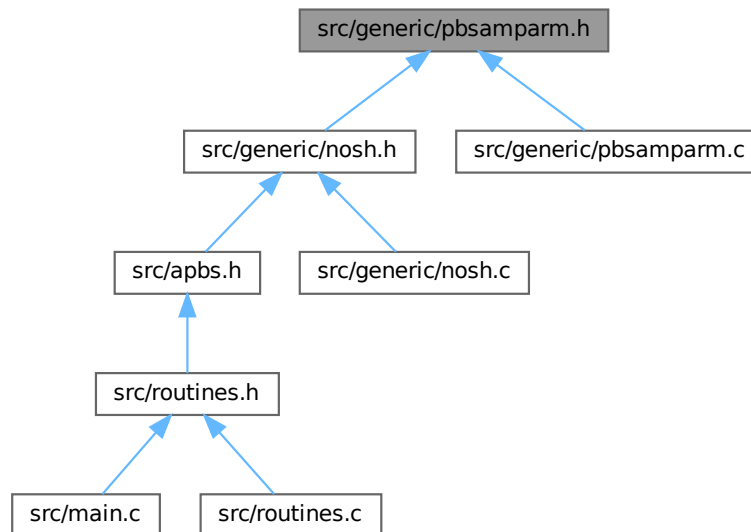 src/generic/pbsamparm.h
src/generic/nosh.h
src/generic/pbsamparm.c
src/apbs.h
src/generic/nosh.c
src/routines.h
src/main.c
src/routines.c